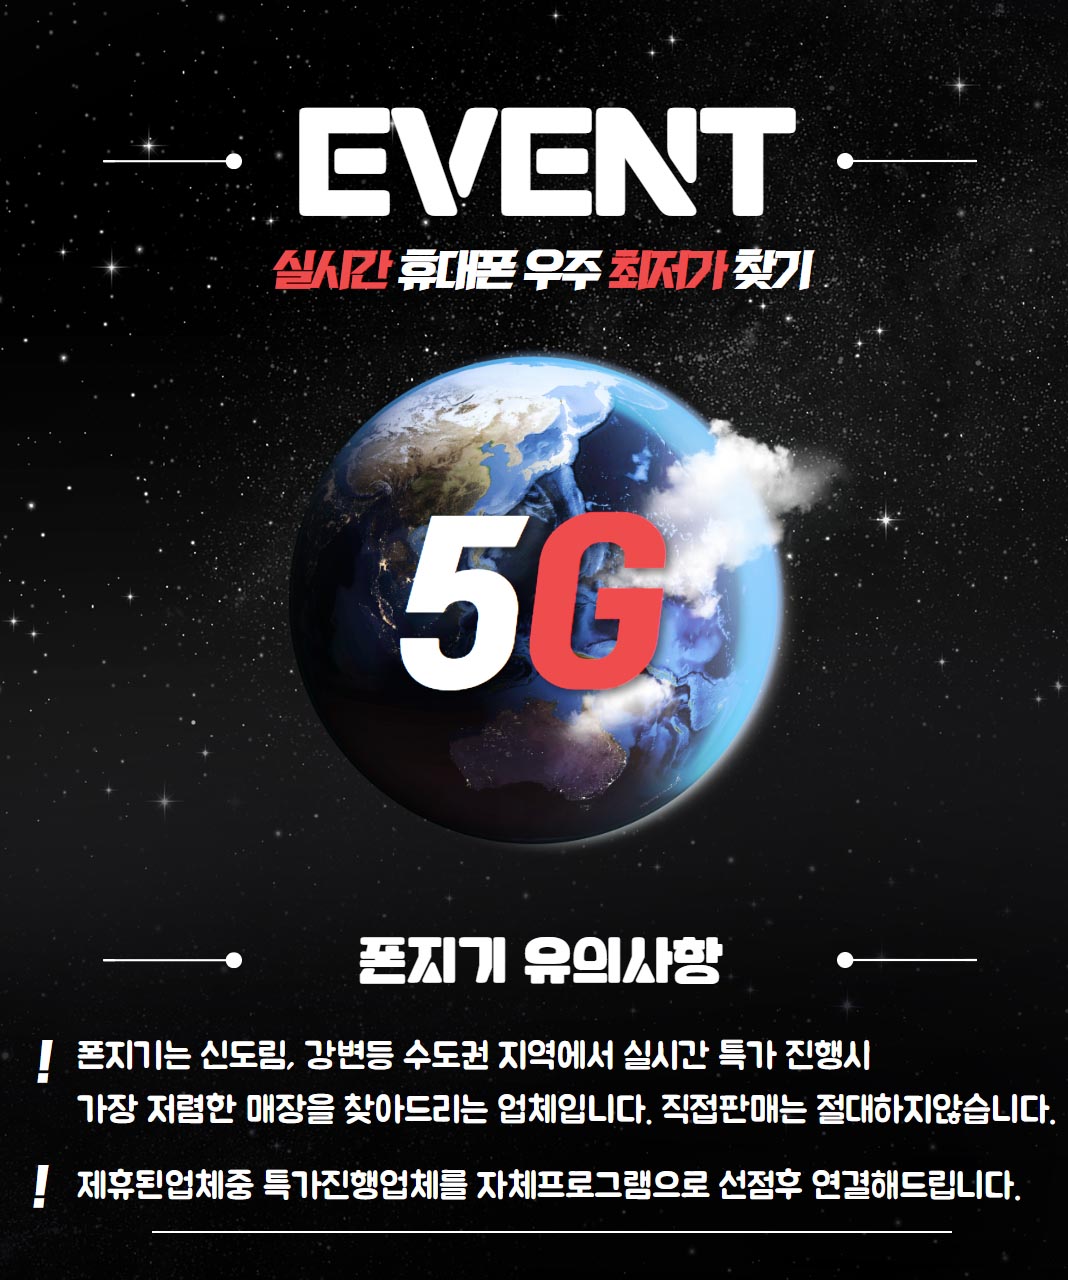 EVENT
실시간 휴대폰 우주 최저가 찾기
5G
폰지기 유의사항
! 폰지기는 신도림, 강변등 수도권 지역에서 실시간 특가 진행시
가장 저렴한 매장을 찾아드리는 업체입니다. 직접판매는 절대하지않습니다.
! 제휴된업체중 특가진행업체를 자체프로그램으로 선점후 연결해드립니다.